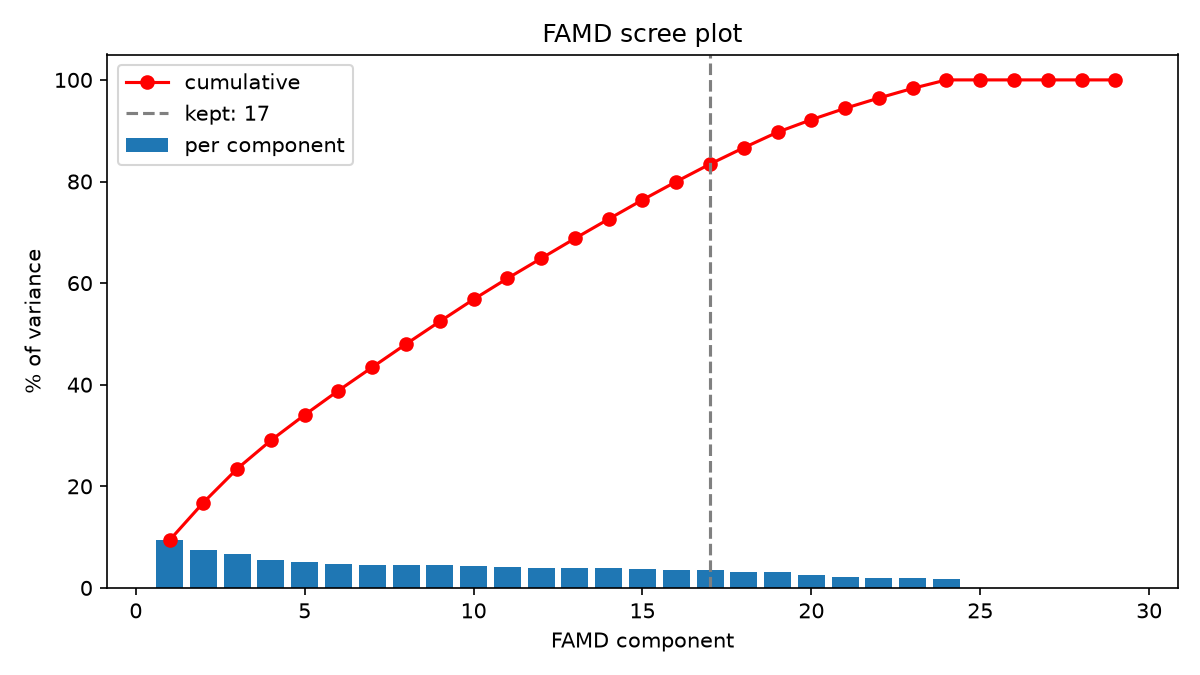 FAMD scree plot
cumulative
kept: 17
per component
% of variance
100
80
60
40
20
0
0 5 10 15 20 25 30
FAMD component